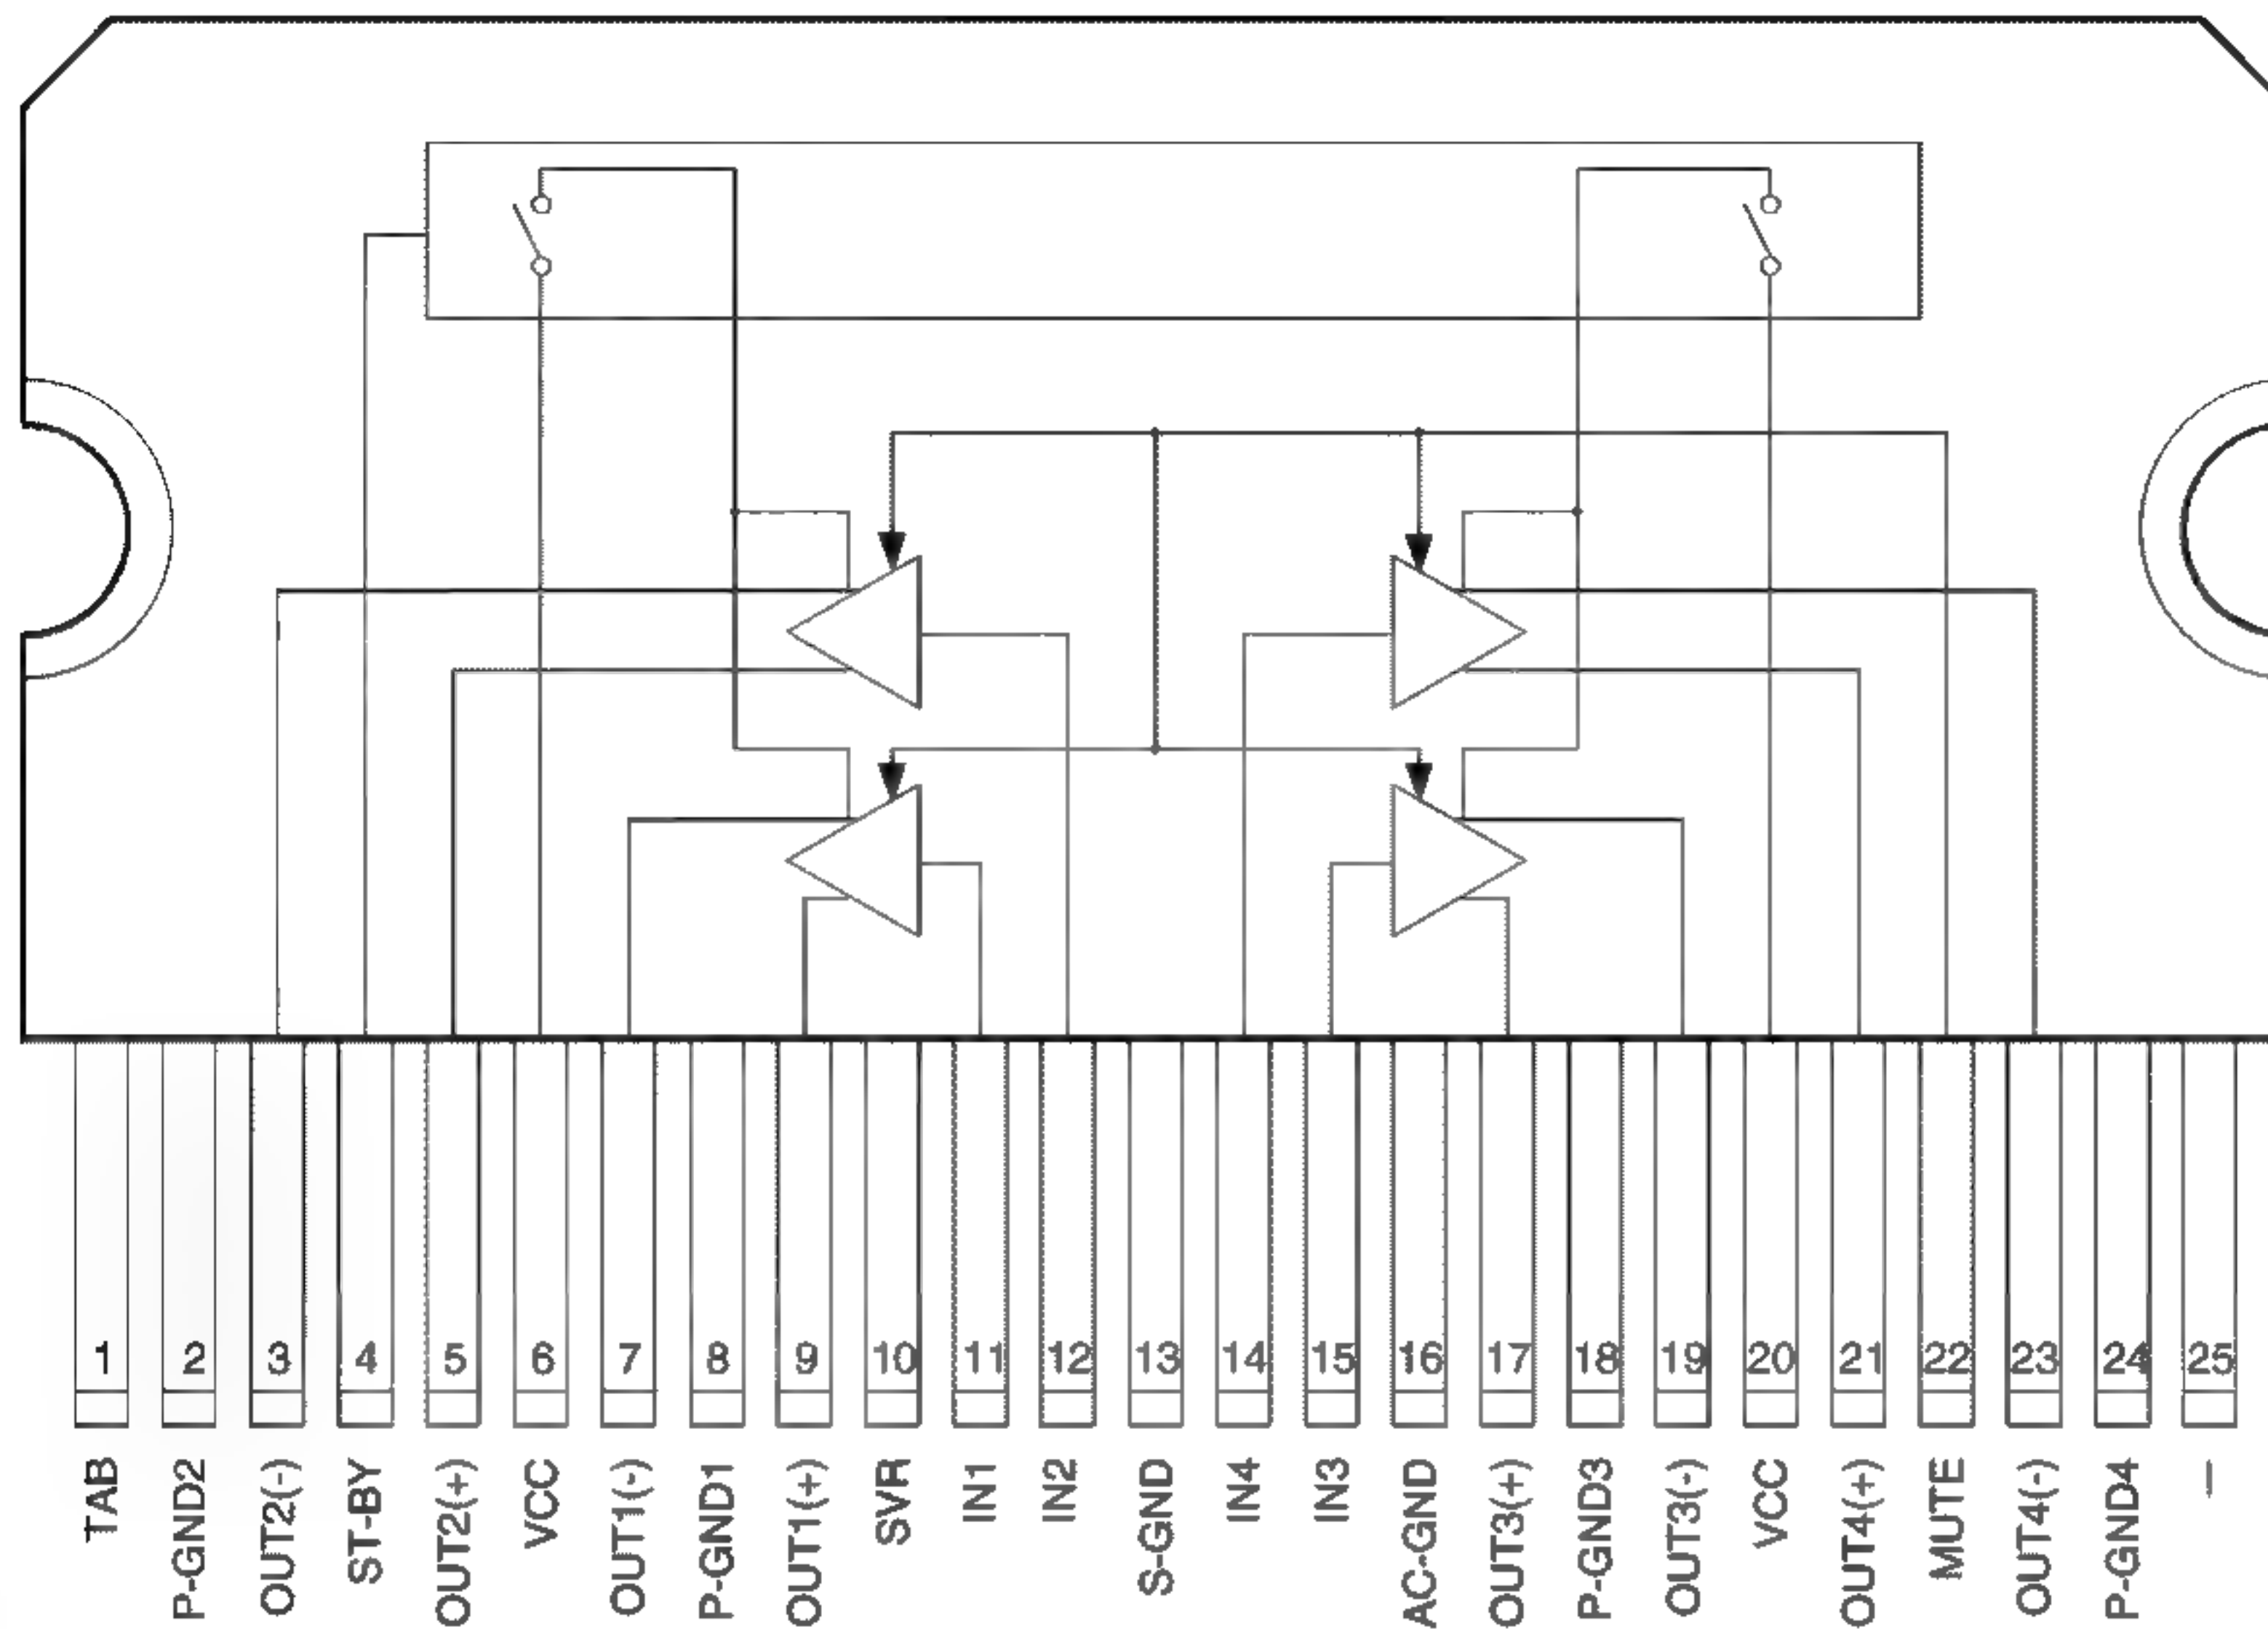 1 2 3 4 5 6 7 8 9 10 11 12 13 14 15 16 17 18 19 20 21 22 23 24 25
TAB
P-GND2
OUT2(-)
ST-BY
OUT2(+)
VCC
OUT1(-)
P-GND1
OUT1(+)
SVR
IN1
IN2
S-GND
IN4
IN3
AC-GND
OUT3(+)
P-GND3
OUT3(-)
VCC
OUT4(+)
MUTE
OUT4(-)
P-GND4
—